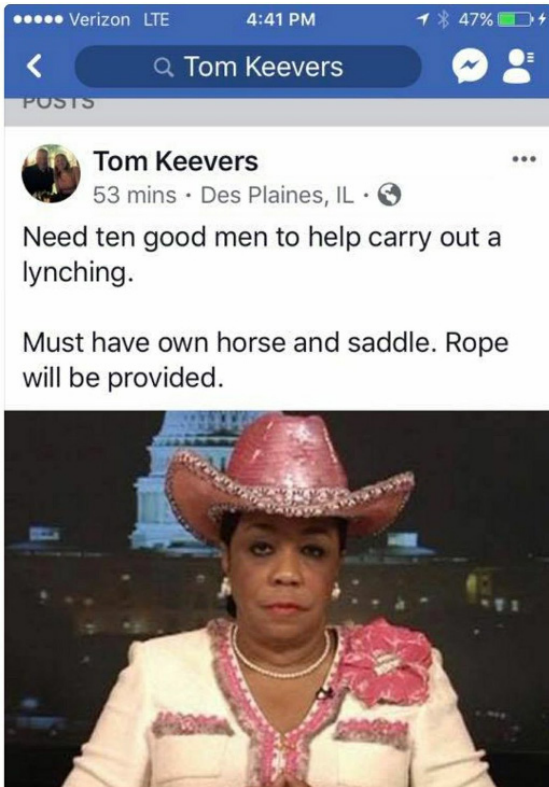 Verizon LTE 4:41 PM 47%
Tom Keevers
POSTS
Tom Keevers
53 mins · Des Plaines, IL ·
Need ten good men to help carry out a
lynching.
Must have own horse and saddle. Rope
will be provided.